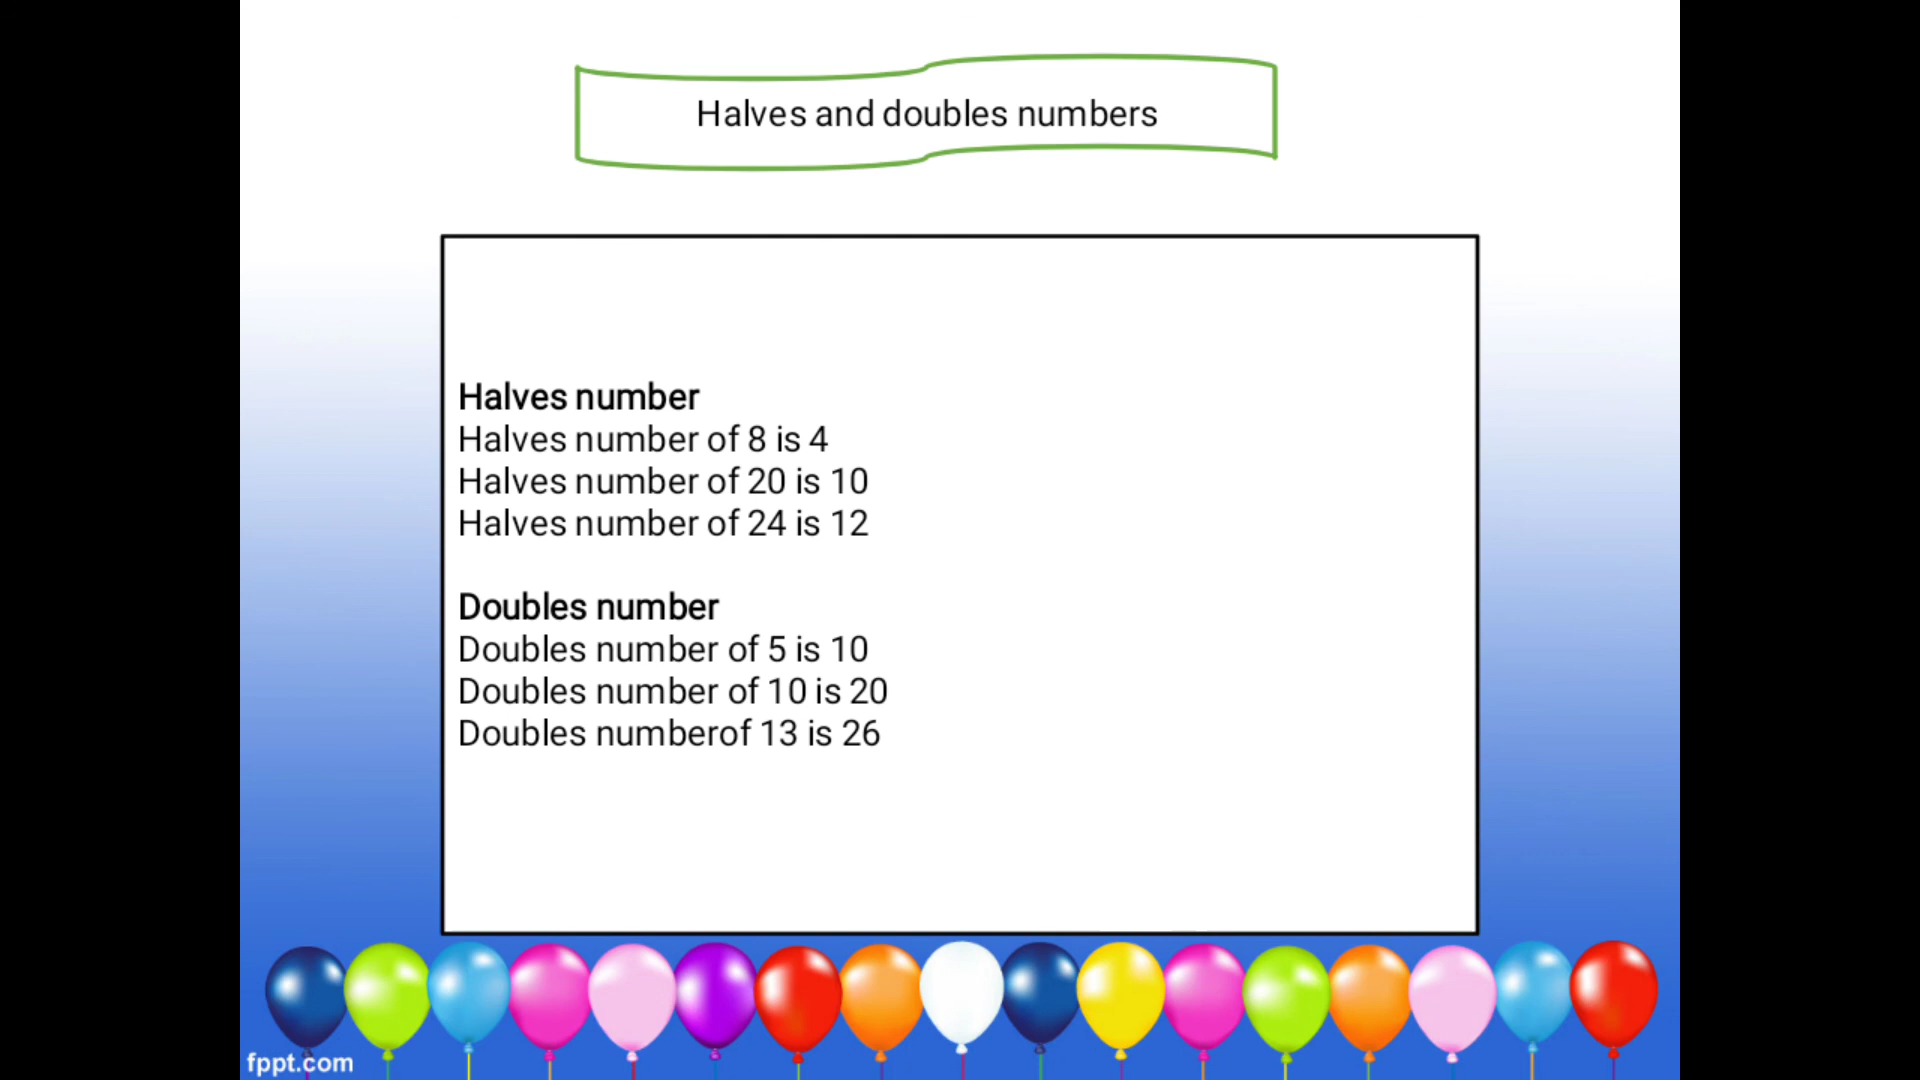 Halves and doubles numbers
Halves number
Halves number of 8 is 4
Halves number of 20 is 10
Halves number of 24 is 12
Doubles number
Doubles number of 5 is 10
Doubles number of 10 is 20
Doubles numberof 13 is 26
fppt.com